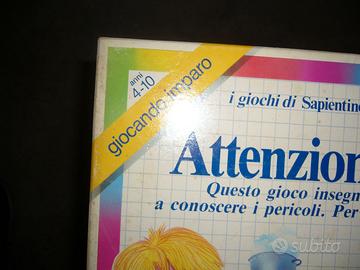 anni
4-10
giocando imparo
i giochi di Sapientino
Attenzion
Questo gioco insegn
a conoscere i pericoli. Per
subito